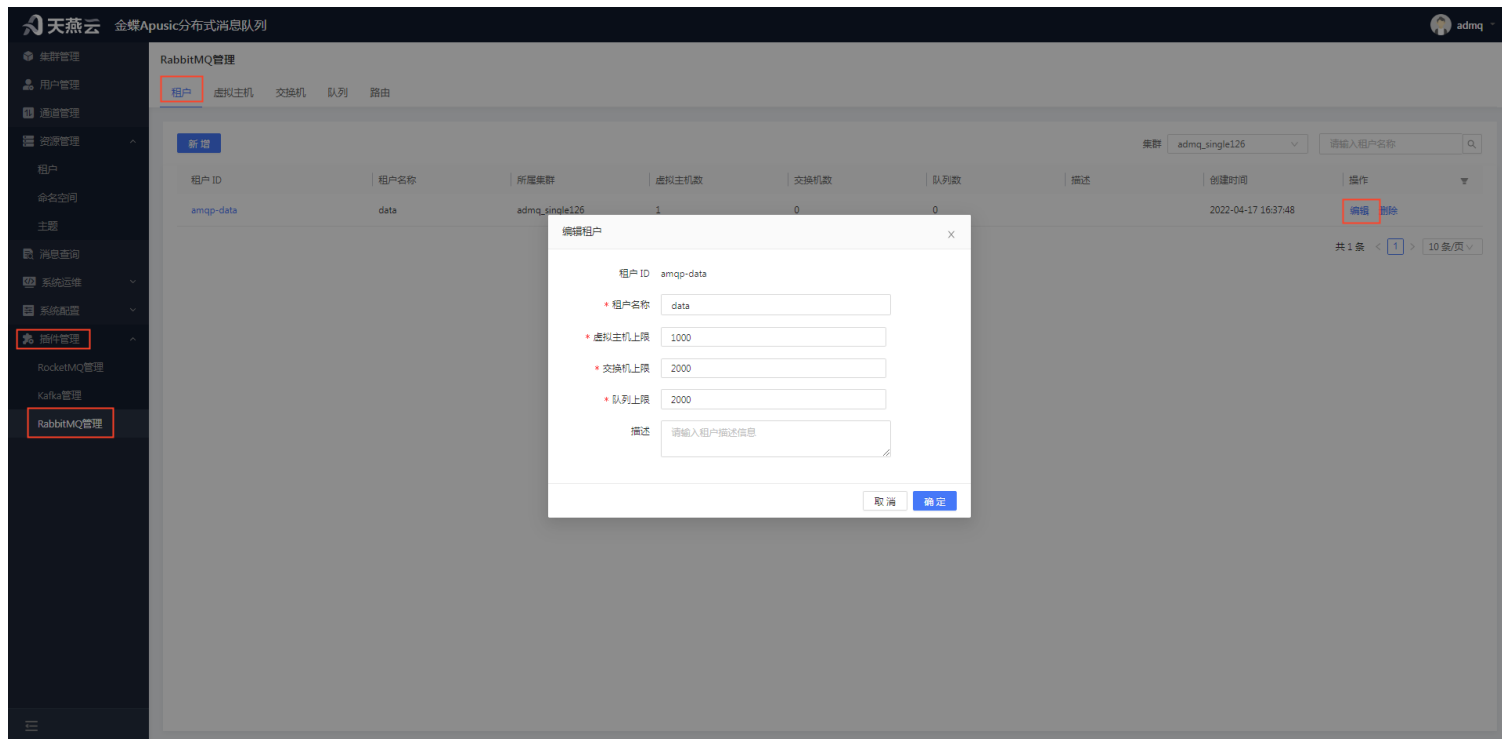 天燕云 金蝶Apusic分布式消息队列 admq
集群管理
用户管理
通道管理
资源管理
租户
命名空间
主题
消息查询
系统运维
系统配置
插件管理
RocketMQ管理
Kafka管理
RabbitMQ管理
RabbitMQ管理
租户 虚拟主机 交换机 队列 路由
新增 集群 admq_single126 请输入租户名称
租户 ID 租户名称 所属集群 虚拟主机数 交换机数 队列数 描述 创建时间 操作
amqp-data data admq_single126 1 0 0 2022-04-17 16:37:48 编辑 删除
共 1 条 < 1 > 10 条/页
编辑租户 X
租户 ID amqp-data
* 租户名称 data
* 虚拟主机上限 1000
* 交换机上限 2000
* 队列上限 2000
描述 请输入租户描述信息
取消 确定